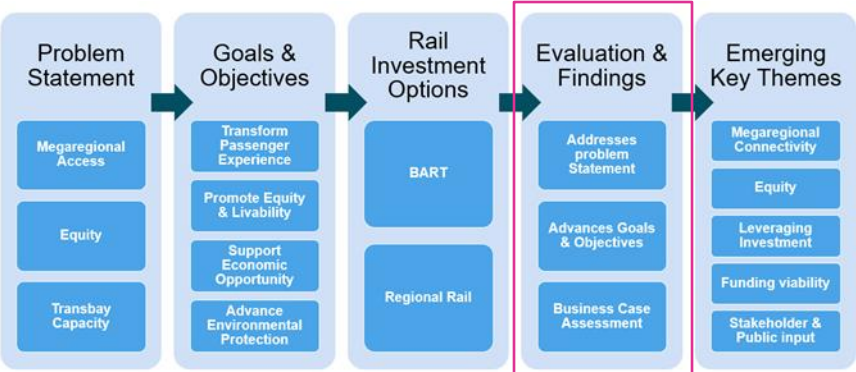 Problem
Statement
Megaregional
Access
Equity
Transbay
Capacity
Goals &
Objectives
Transform
Passenger
Experience
Promote Equity
& Livability
Support
Economic
Opportunity
Advance
Environmental
Protection
Rail
Investment
Options
BART
Regional Rail
Evaluation &
Findings
Addresses
problem
Statement
Advances Goals
& Objectives
Business Case
Assessment
Emerging
Key Themes
Megaregional
Connectivity
Equity
Leveraging
Investment
Funding viability
Stakeholder &
Public input